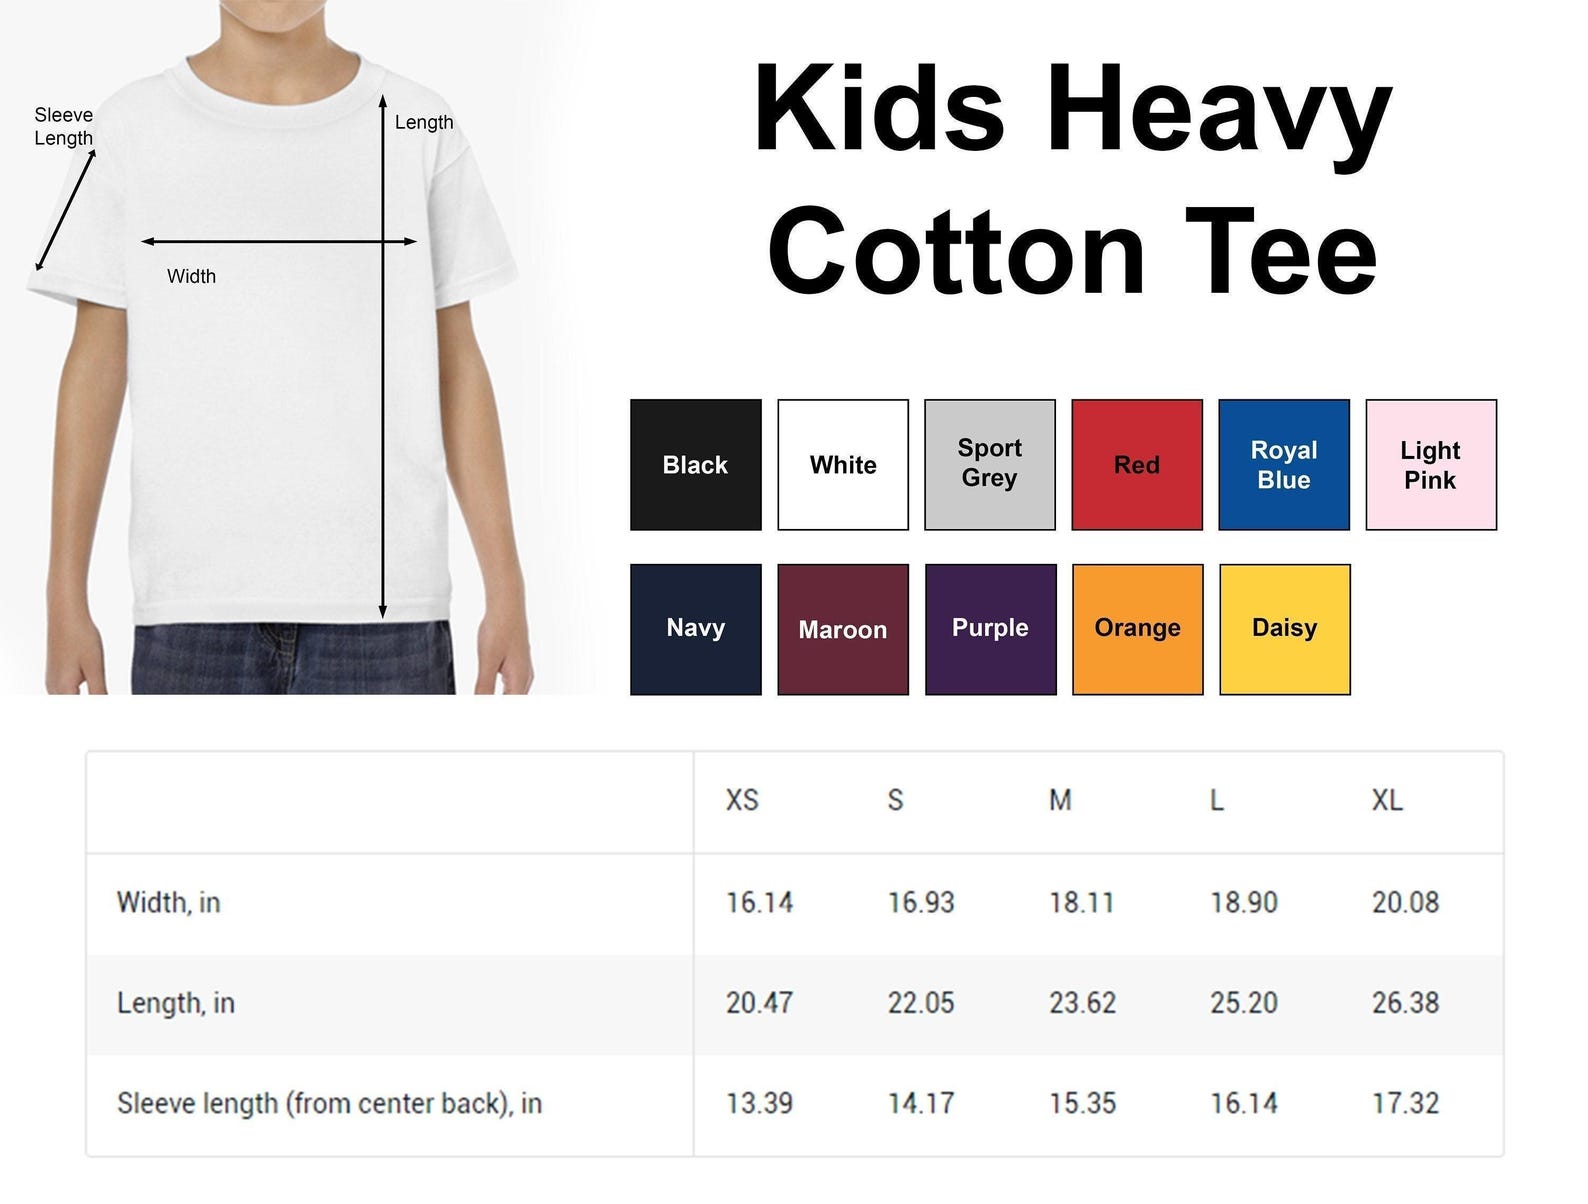 Kids Heavy
Cotton Tee
Sleeve
Length
Length
Width
Black
White
Sport
Grey
Red
Royal
Blue
Light
Pink
Navy
Maroon
Purple
Orange
Daisy
XS S M L XL
Width, in 16.14 16.93 18.11 18.90 20.08
Length, in 20.47 22.05 23.62 25.20 26.38
Sleeve length (from center back), in 13.39 14.17 15.35 16.14 17.32